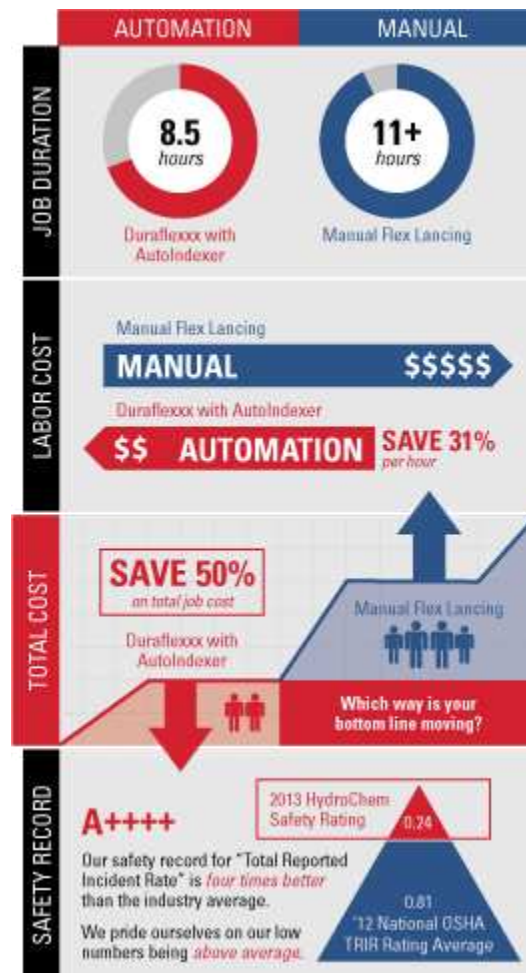 AUTOMATION
MANUAL
JOB DURATION
8.5
hours
Duraflexxx with
AutoIndexer
11+
hours
Manual Flex Lancing
LABOR COST
Manual Flex Lancing
MANUAL $$$$$
Duraflexxx with AutoIndexer
$$ AUTOMATION
SAVE 31%
per hour
TOTAL COST
SAVE 50%
on total job cost
Duraflexxx with
AutoIndexer
Manual Flex Lancing
Which way is your
bottom line moving?
SAFETY RECORD
A++++
Our safety record for "Total Reported
Incident Rate" is four times better
than the industry average.
We pride ourselves on our low
numbers being above average.
2013 HydroChem
Safety Rating
0.24
0.81
'12 National OSHA
TRIR Rating Average